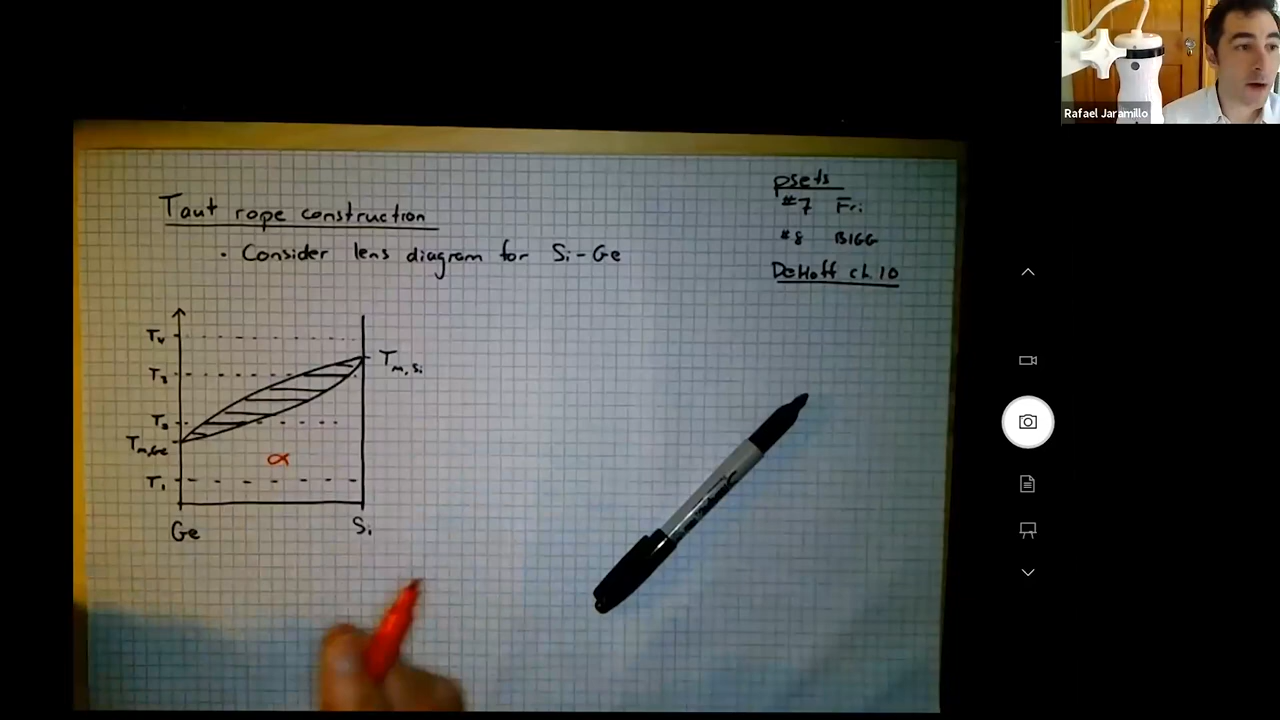 Taut rope construction
· Consider lens diagram for Si-Ge
psets
#7 Fri.
#8 BIGG
DeHoff ch. 10
T4
T3
T2
T1
Tm,Si
Tm,Ge
α
Ge
Si
Rafael Jaramillo